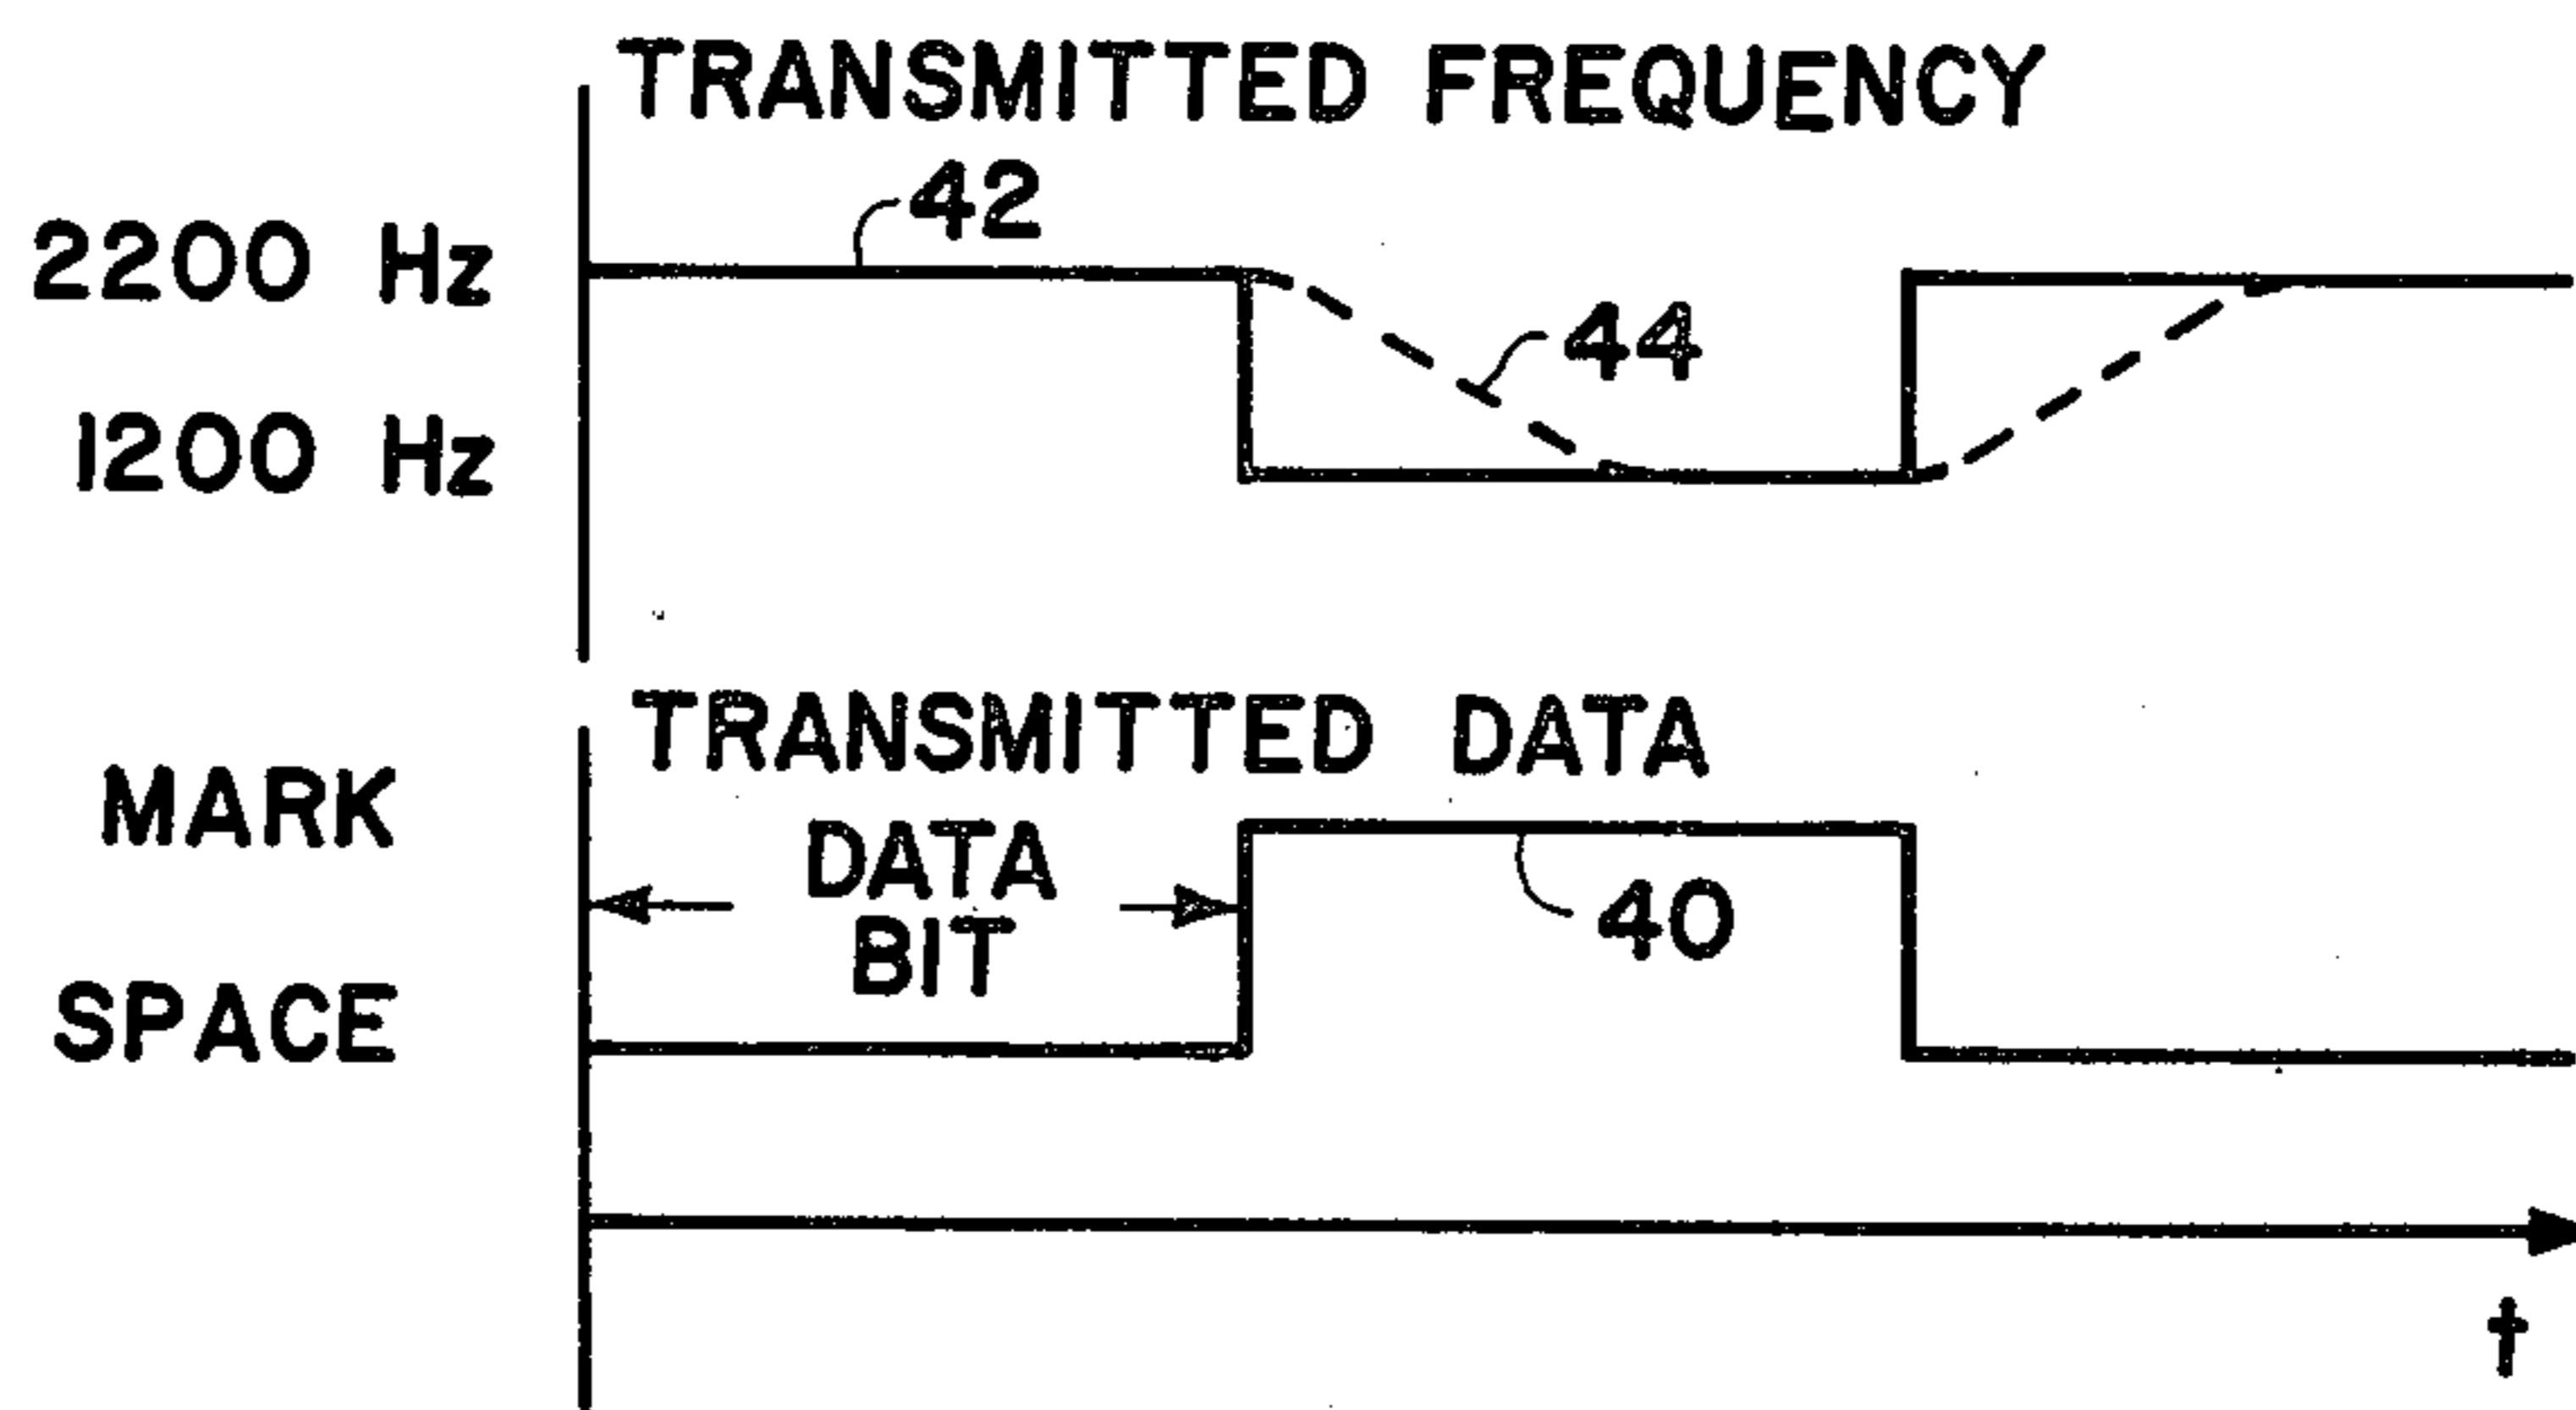 TRANSMITTED FREQUENCY
42
2200 Hz
44
1200 Hz
TRANSMITTED DATA
MARK
DATA
BIT
40
SPACE
t